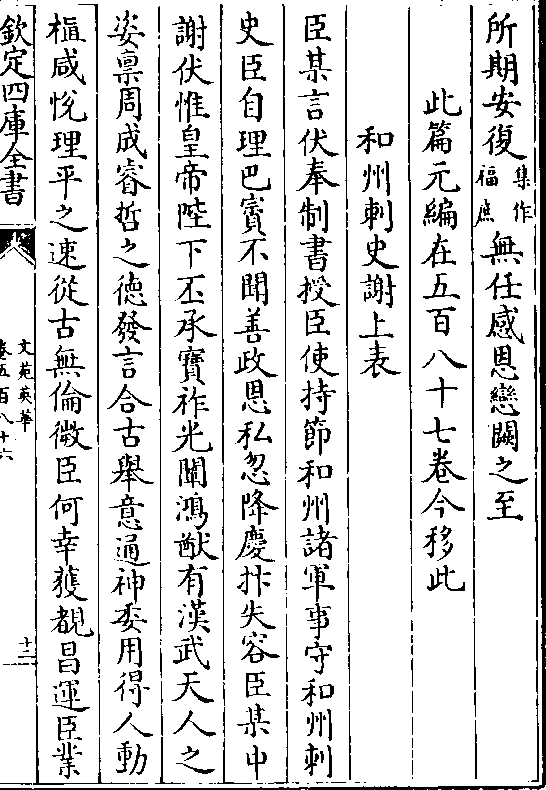 所期安復集作福庶無任感恩戀闕之至
此篇元編在五百八十七卷今移此
和州刺史謝上表
臣某言伏奉制書授臣使持節和州諸軍事守和州刺
史臣自理巴賨不聞善政恩私忽降慶抃失容臣某中
謝伏惟皇帝陛下丕承寶祚光闡鴻猷有漢武天人之
姿禀周成睿哲之德發言合古舉意通神委用得人動
植咸悅理平之速從古無倫微臣何幸獲覩昌運臣業
欽定四庫全書
文苑英華
卷五百八十六
十二